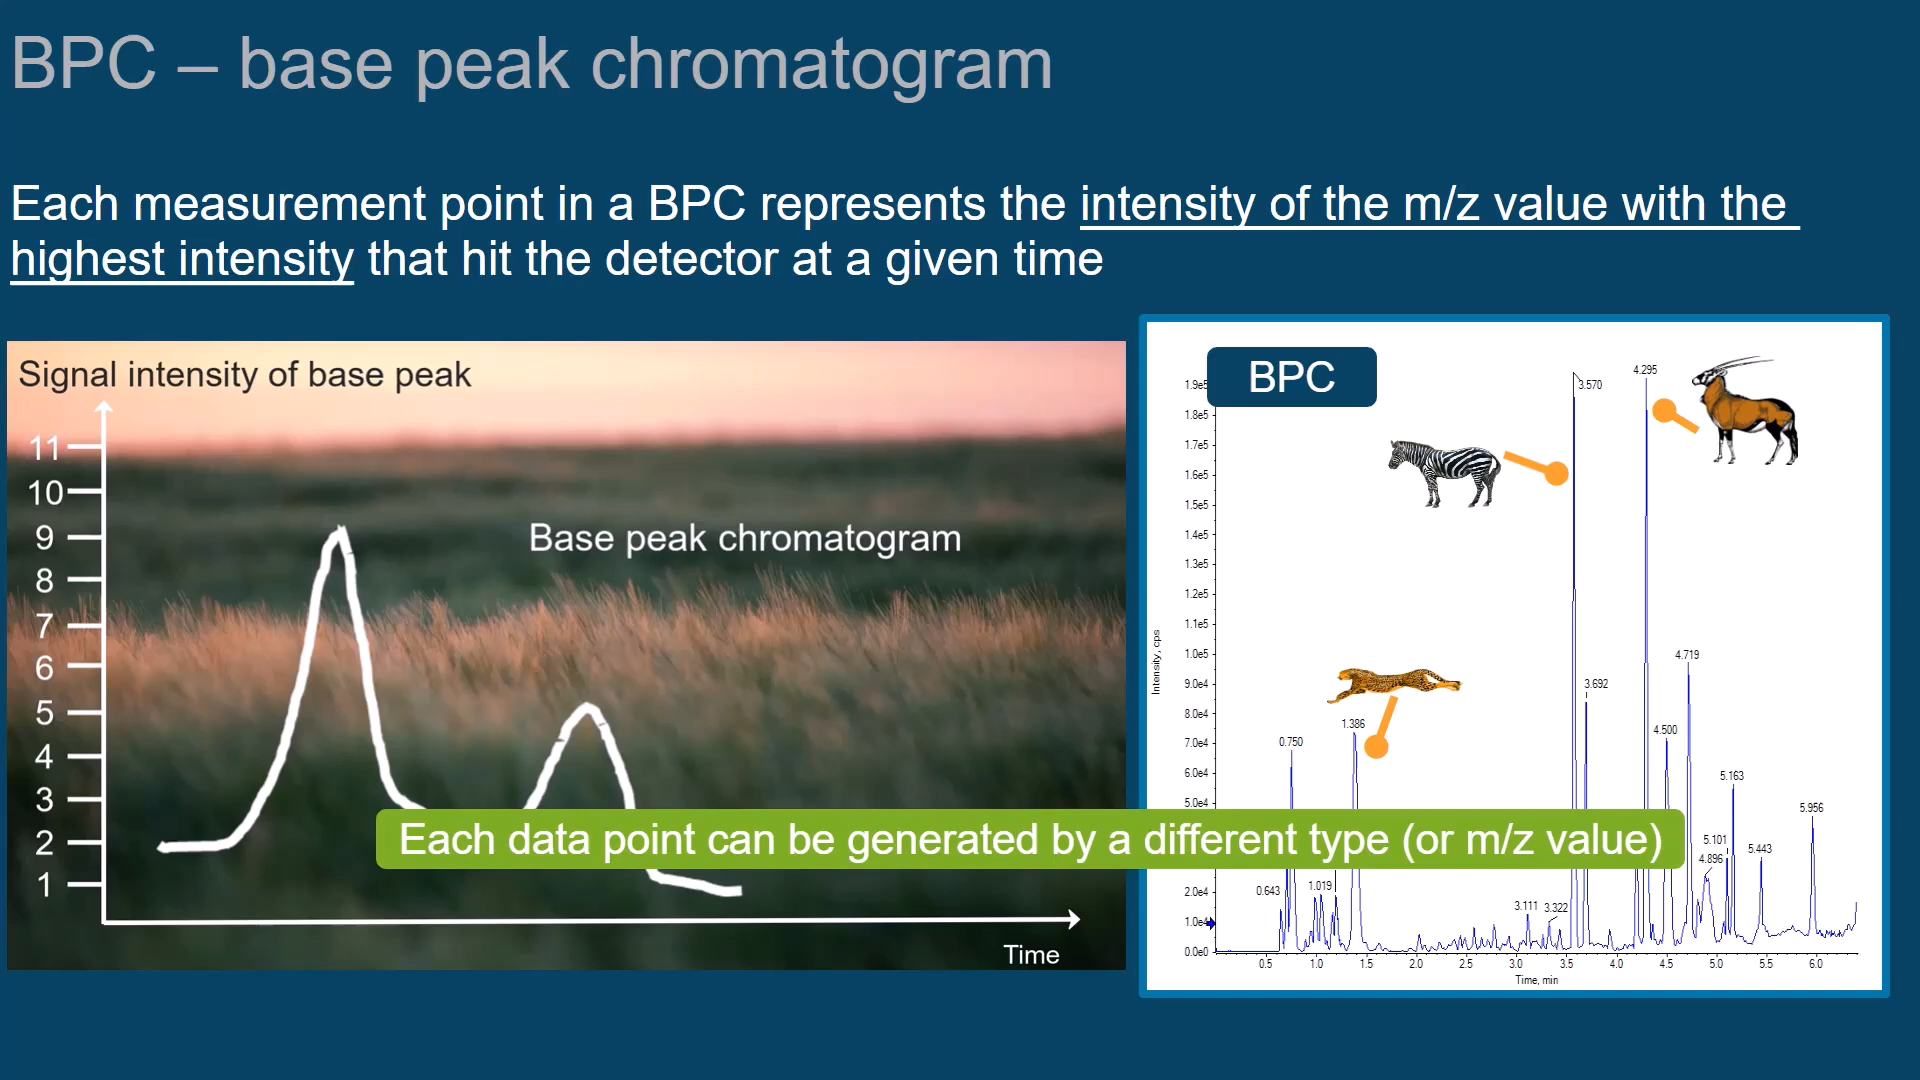 BPC – base peak chromatogram
Each measurement point in a BPC represents the intensity of the m/z value with the
highest intensity that hit the detector at a given time
Signal intensity of base peak
11
10
9
8
7
6
5
4
3
2
1
Base peak chromatogram
Time
BPC
1.9e5
1.8e5
1.7e5
1.6e5
1.5e5
1.4e5
1.3e5
1.2e5
1.1e5
1.0e5
9.0e4
8.0e4
7.0e4
6.0e4
5.0e4
2.0e4
1.0e4
0.0e0
Intensity, cps
0.643
0.750
1.019
1.386
3.111
3.322
3.570
3.692
4.295
4.500
4.719
4.896
5.101
5.163
5.443
5.956
0.5
1.0
1.5
2.0
2.5
3.0
3.5
4.0
4.5
5.0
5.5
6.0
Time, min
Each data point can be generated by a different type (or m/z value)